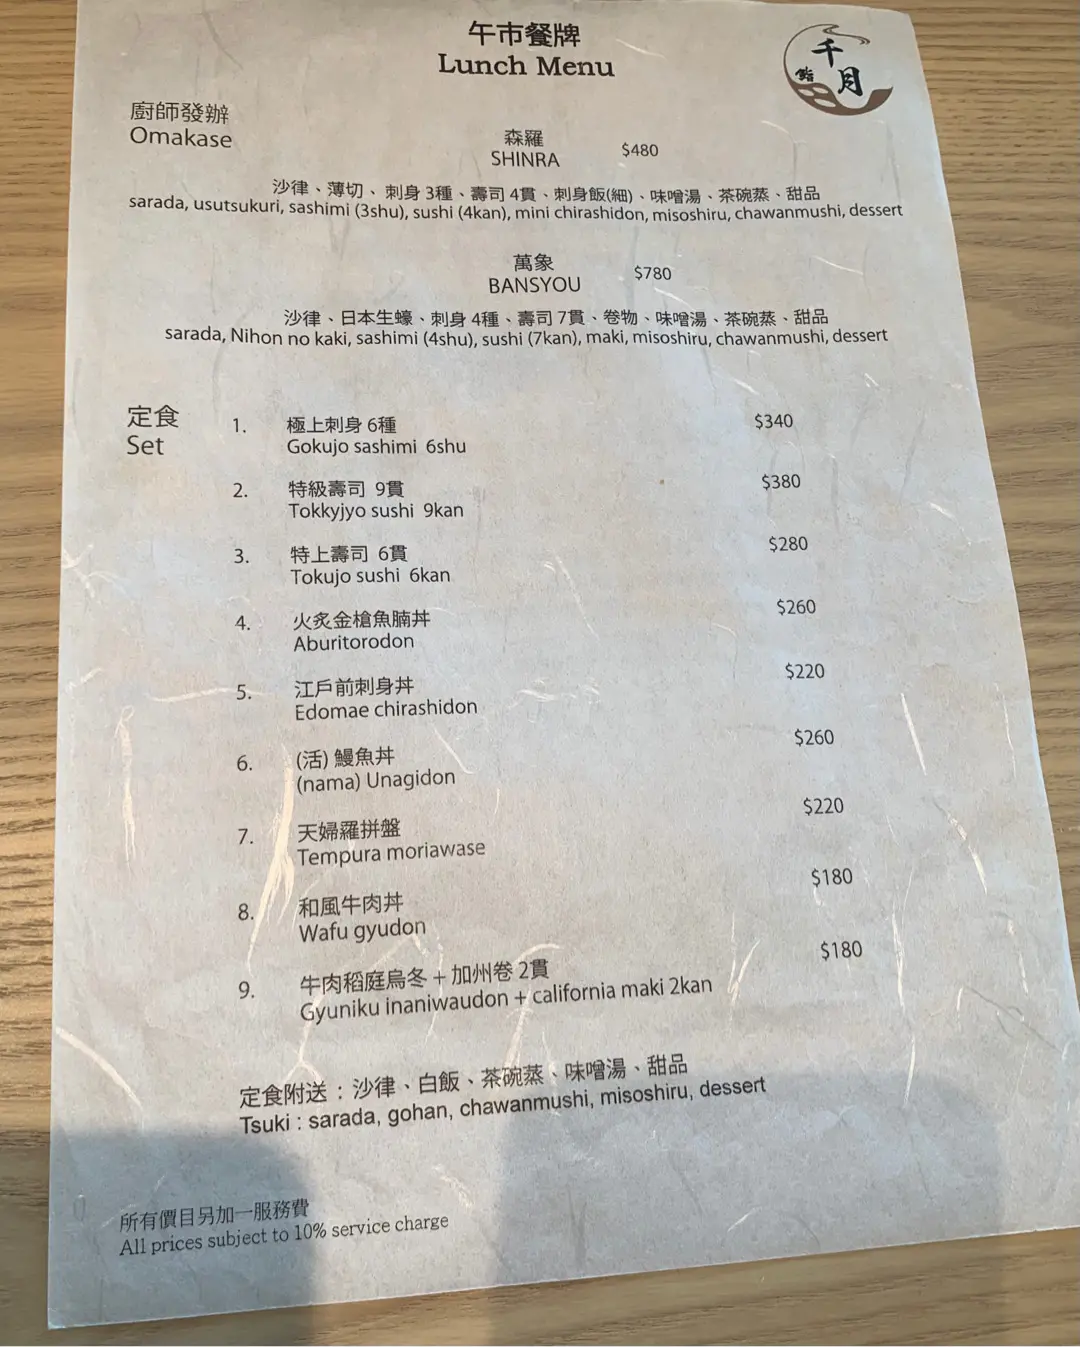 午市餐牌
Lunch Menu
鮨 千月
廚師發辦
Omakase
森羅
SHINRA
$480
沙律、薄切、刺身 3種、壽司 4貫、刺身飯(細)、味噌湯、茶碗蒸、甜品
sarada, usutsukuri, sashimi (3shu), sushi (4kan), mini chirashidon, misoshiru, chawanmushi, dessert
萬象
BANSYOU
$780
沙律、日本生蠔、刺身 4種、壽司 7貫、卷物、味噌湯、茶碗蒸、甜品
sarada, Nihon no kaki, sashimi (4shu), sushi (7kan), maki, misoshiru, chawanmushi, dessert
定食
Set
1. 極上刺身 6種 $340
Gokujo sashimi 6shu
2. 特級壽司 9貫 $380
Tokkyjyo sushi 9kan
3. 特上壽司 6貫 $280
Tokujo sushi 6kan
4. 火炙金槍魚腩丼 $260
Aburitorodon
5. 江戶前刺身丼 $220
Edomae chirashidon
6. (活) 鰻魚丼 $260
(nama) Unagidon
7. 天婦羅拼盤 $220
Tempura moriawase
8. 和風牛肉丼 $180
Wafu gyudon
9. 牛肉稻庭烏冬 + 加州卷 2貫 $180
Gyuniku inaniwaudon + california maki 2kan
定食附送：沙律、白飯、茶碗蒸、味噌湯、甜品
Tsuki : sarada, gohan, chawanmushi, misoshiru, dessert
所有價目另加一服務費
All prices subject to 10% service charge